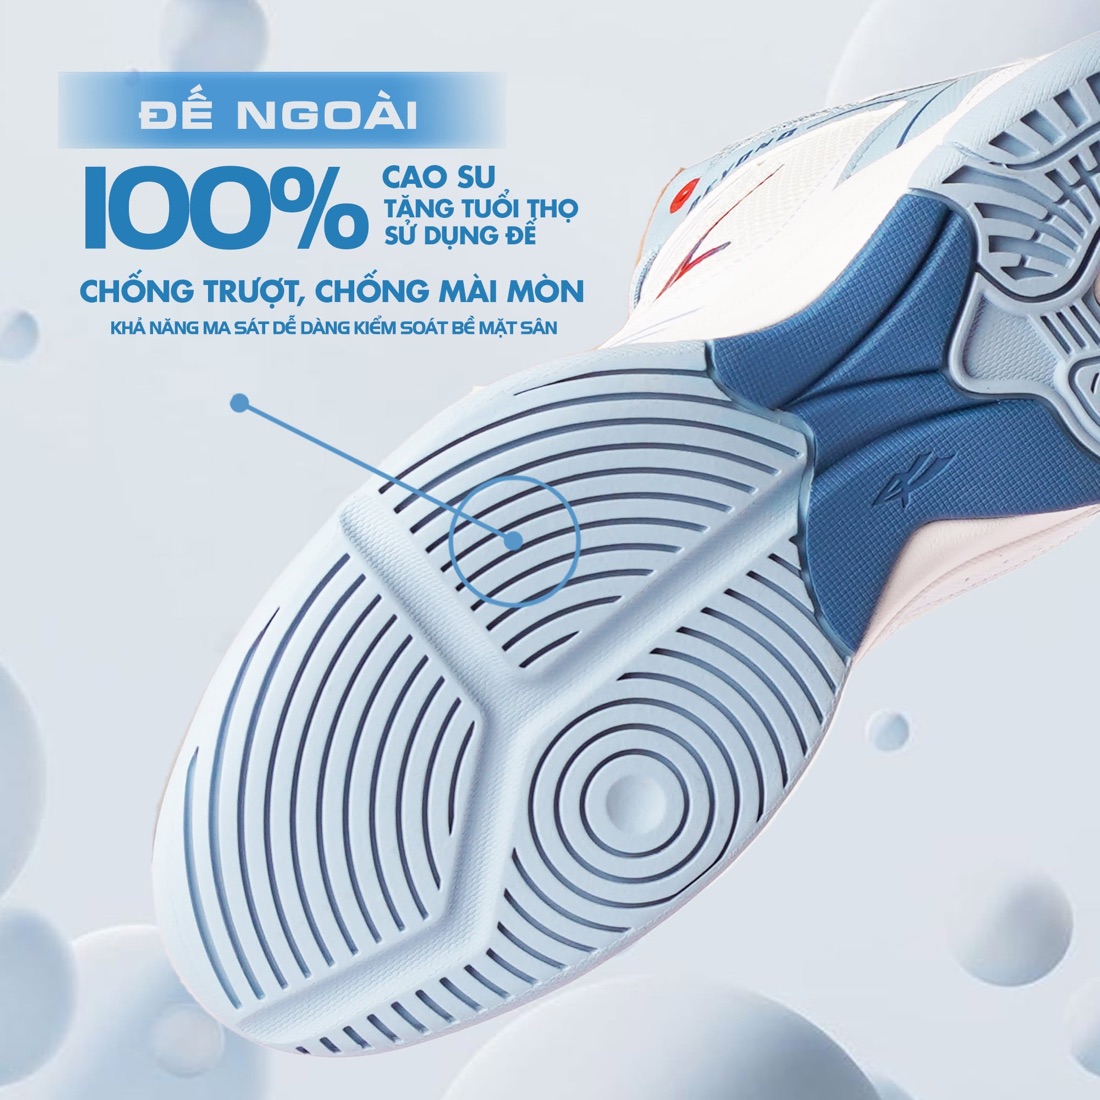 ĐẾ NGOÀI
100% CAO SU
TĂNG TUỔI THỌ
SỬ DỤNG ĐẾ
CHỐNG TRƯỢT, CHỐNG MÀI MÒN
KHẢ NĂNG MA SÁT DỄ DÀNG KIỂM SOÁT BỀ MẶT SÂN